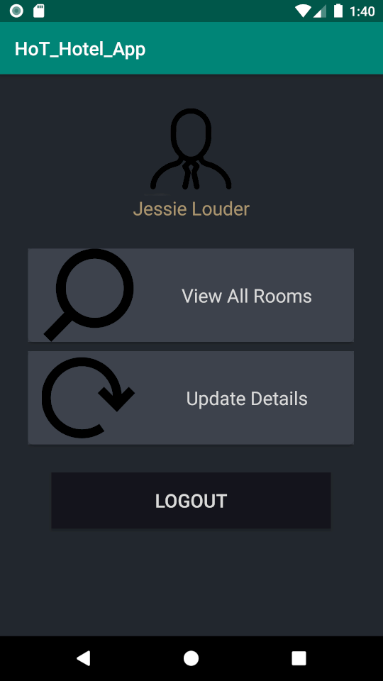 1:40
HoT_Hotel_App
Jessie Louder
View All Rooms
Update Details
LOGOUT